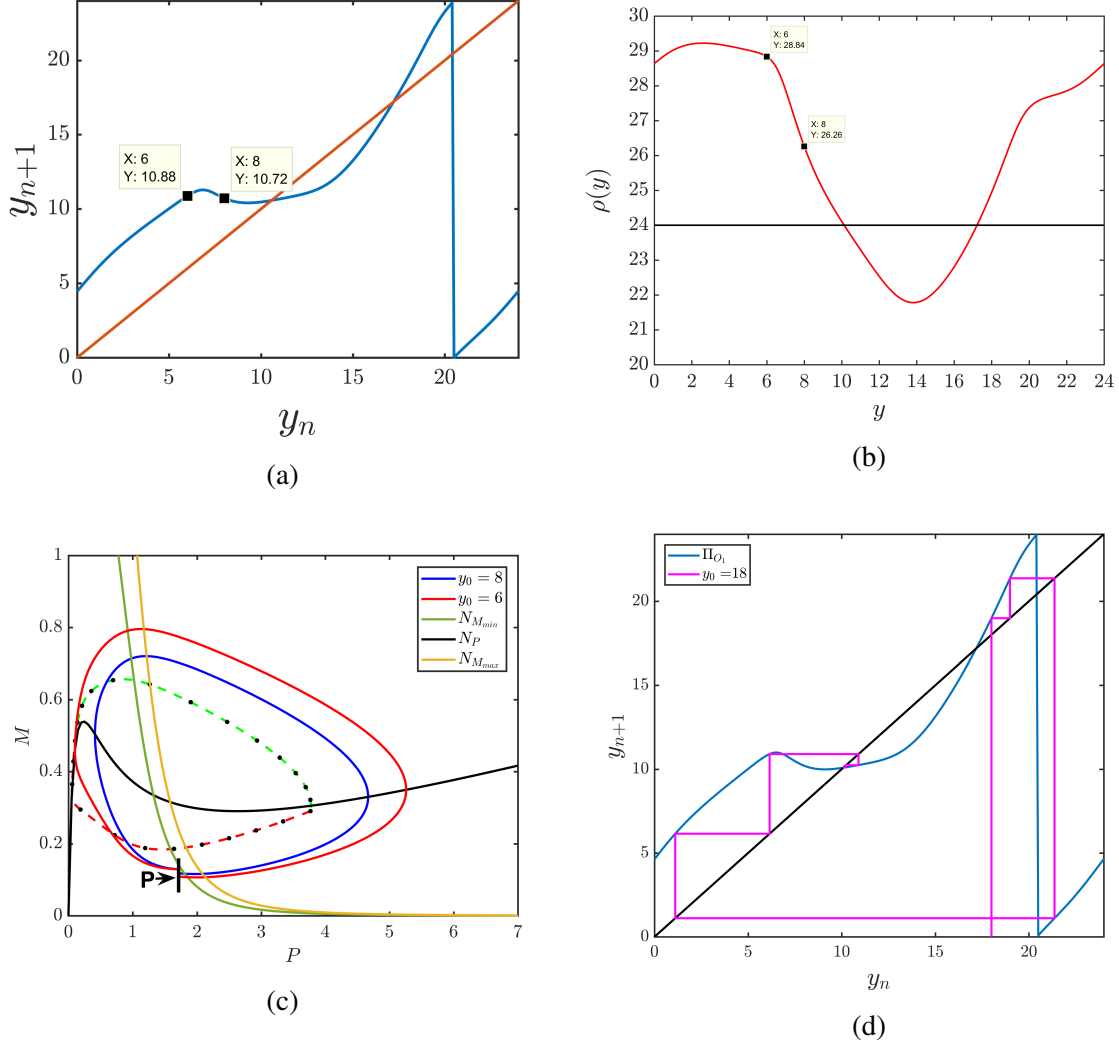 X: 6
Y: 10.88
X: 8
Y: 10.72
20
15
10
5
0
0 5 10 15 20
y_{n+1}
y_n
(a)
X: 6
Y: 28.84
X: 8
Y: 26.26
30
29
28
27
26
25
24
23
22
21
20
0 2 4 6 8 10 12 14 16 18 20 22 24
ρ(y)
y
(b)
y_0 = 8
y_0 = 6
N_{M_{min}}
N_P
N_{M_{max}}
1
0.8
0.6
0.4
0.2
0
P
0 1 2 3 4 5 6 7
M
P
(c)
Π_{O_1}
y_0 =18
20
15
10
5
0
0 5 10 15 20
y_{n+1}
y_n
(d)